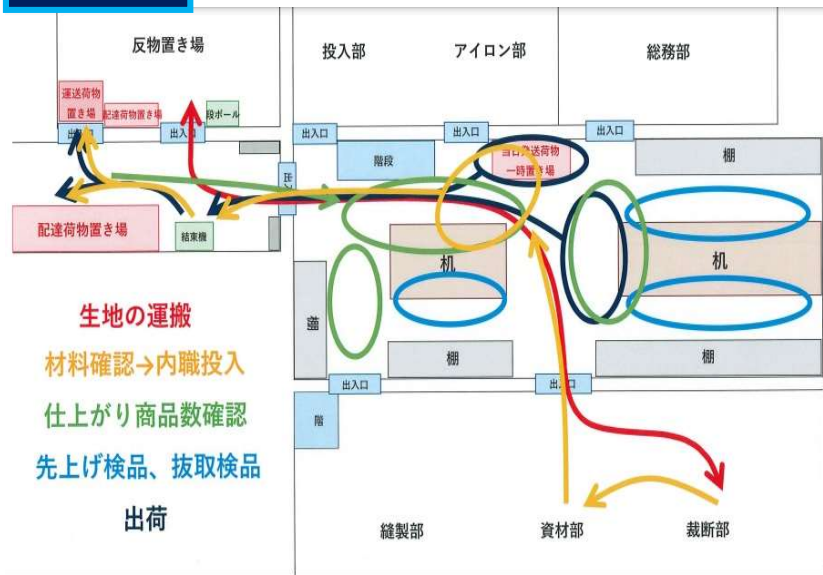 反物置き場
投入部
アイロン部
総務部
運送荷物
置き場
配達荷物置き場
段ボール
出入口
出入口
出入口
出入口
出入口
階段
当日発送荷物
一時置き場
棚
出入口
配達荷物置き場
結束機
机
机
棚
棚
棚
生地の運搬
材料確認→内職投入
仕上がり商品数確認
先上げ検品、抜取検品
出荷
出入口
出入口
階
縫製部
資材部
裁断部